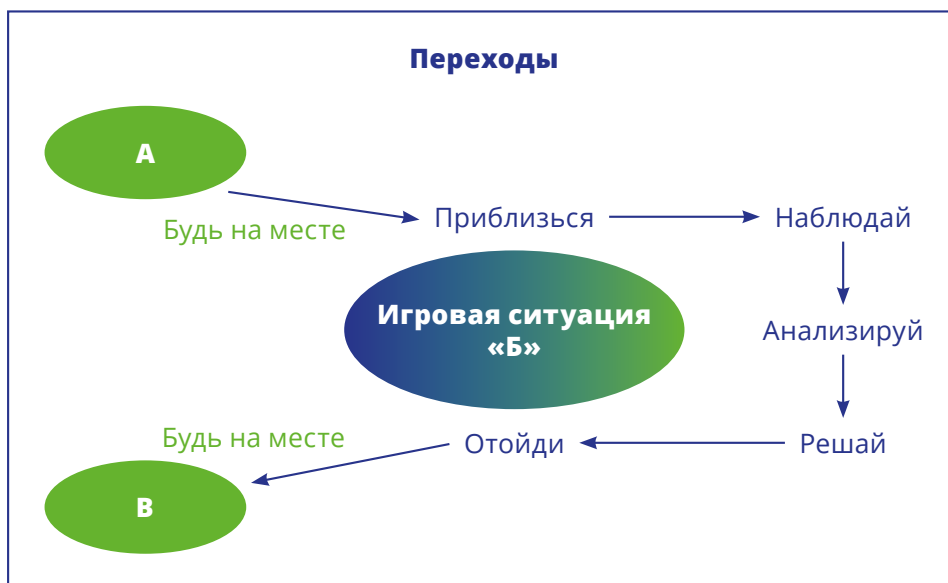 Переходы
А
Будь на месте
Приблизься
Наблюдай
Игровая ситуация
«Б»
Анализируй
Будь на месте
Отойди
Решай
В